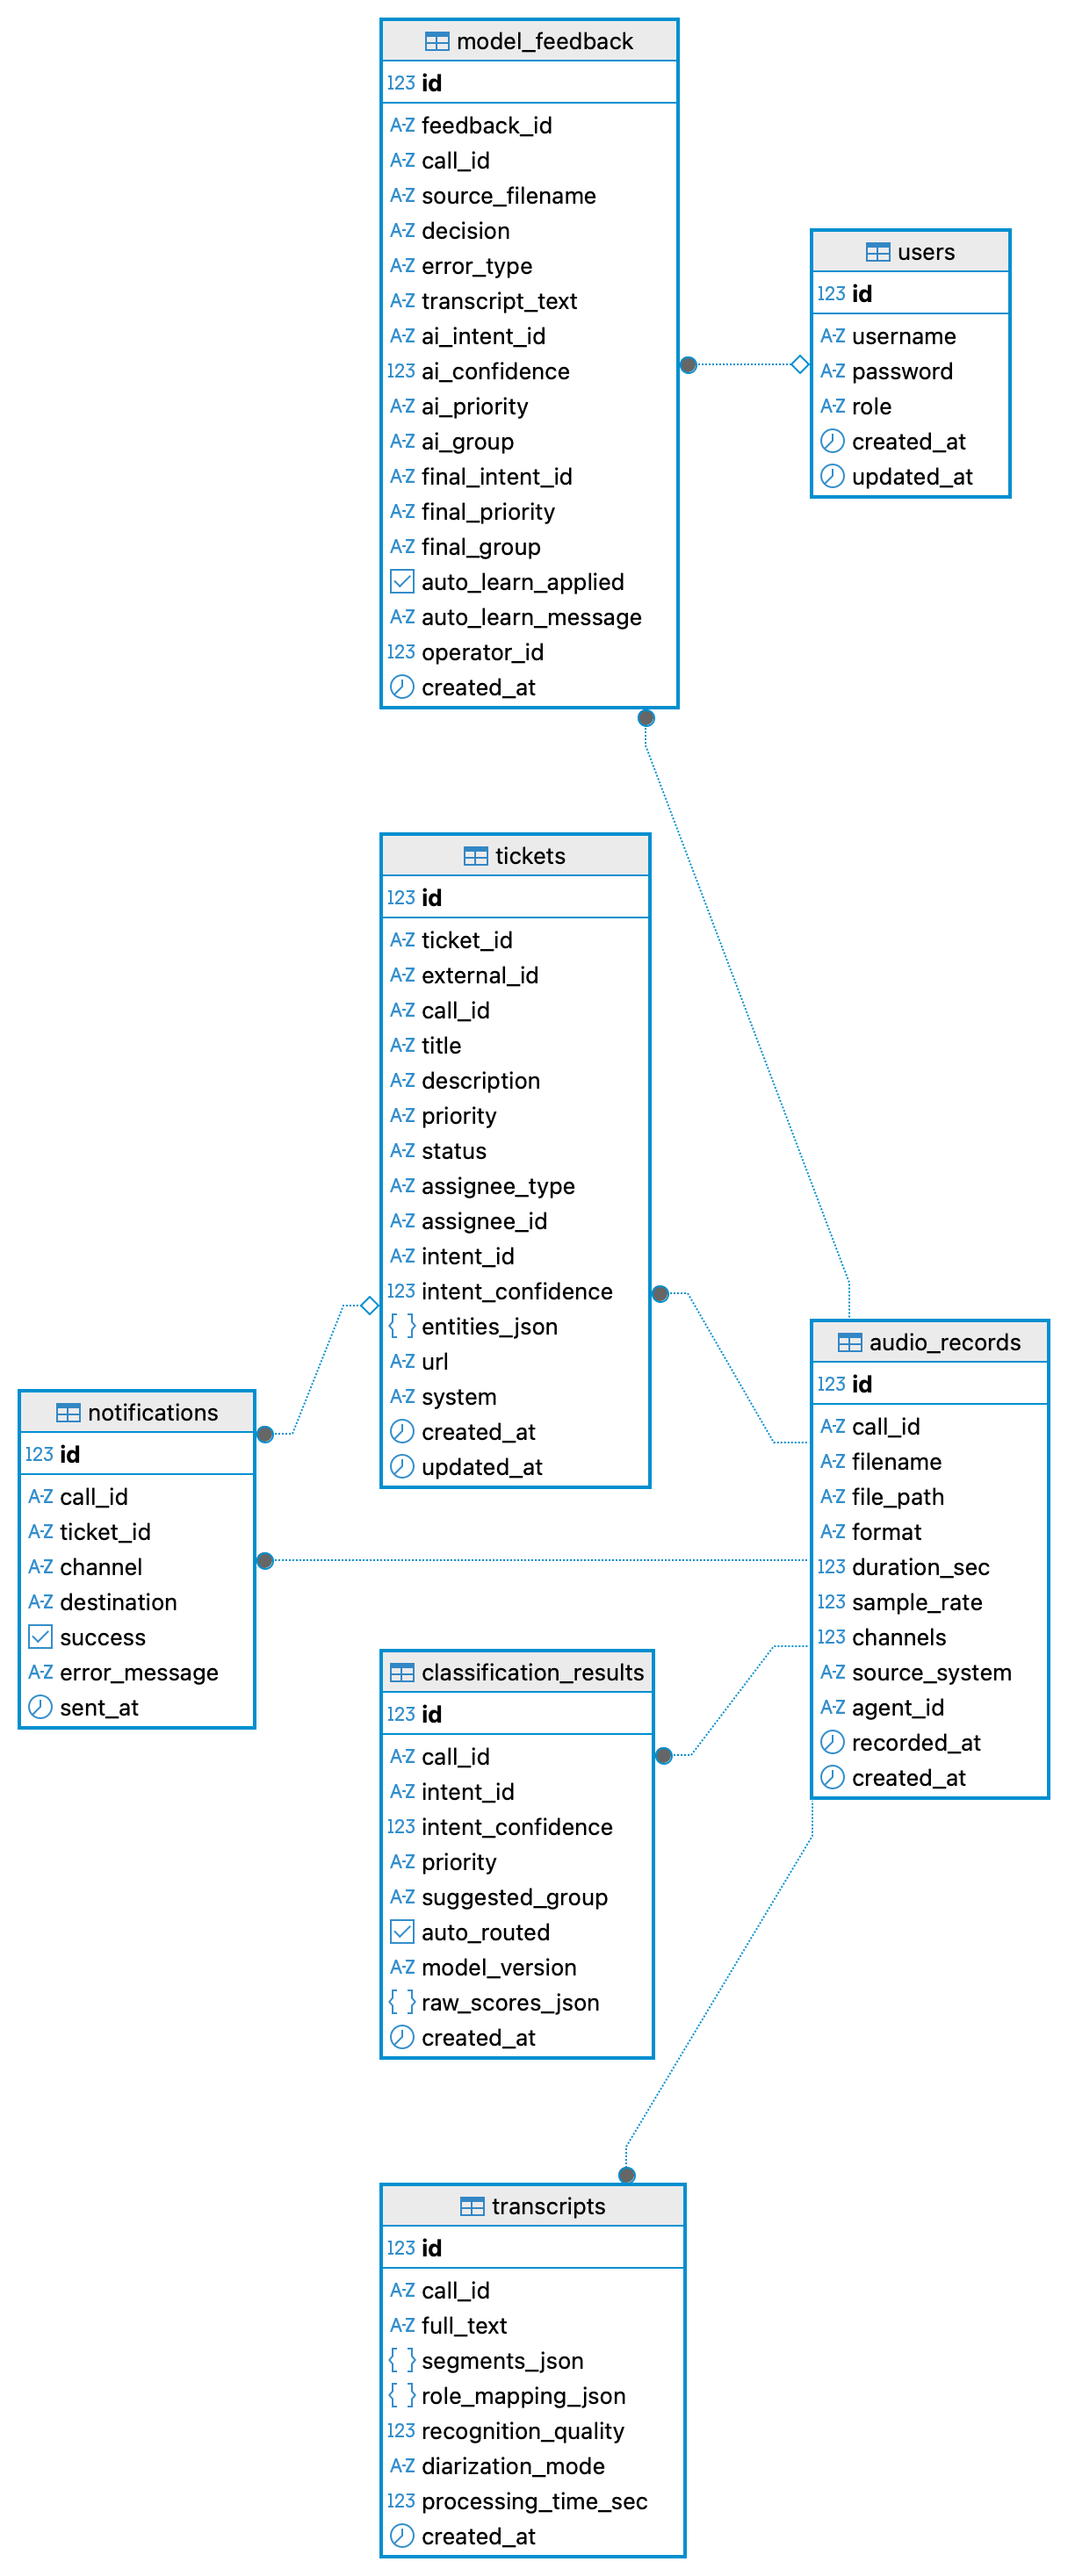 model_feedback
123 id
A-Z feedback_id
A-Z call_id
A-Z source_filename
A-Z decision
A-Z error_type
A-Z transcript_text
A-Z ai_intent_id
123 ai_confidence
A-Z ai_priority
A-Z ai_group
A-Z final_intent_id
A-Z final_priority
A-Z final_group
auto_learn_applied
A-Z auto_learn_message
123 operator_id
created_at
users
123 id
A-Z username
A-Z password
A-Z role
created_at
updated_at
tickets
123 id
A-Z ticket_id
A-Z external_id
A-Z call_id
A-Z title
A-Z description
A-Z priority
A-Z status
A-Z assignee_type
A-Z assignee_id
A-Z intent_id
123 intent_confidence
{ } entities_json
A-Z url
A-Z system
created_at
updated_at
audio_records
123 id
A-Z call_id
A-Z filename
A-Z file_path
A-Z format
123 duration_sec
123 sample_rate
123 channels
A-Z source_system
A-Z agent_id
recorded_at
created_at
notifications
123 id
A-Z call_id
A-Z ticket_id
A-Z channel
A-Z destination
success
A-Z error_message
sent_at
classification_results
123 id
A-Z call_id
A-Z intent_id
123 intent_confidence
A-Z priority
A-Z suggested_group
auto_routed
A-Z model_version
{ } raw_scores_json
created_at
transcripts
123 id
A-Z call_id
A-Z full_text
{ } segments_json
{ } role_mapping_json
123 recognition_quality
A-Z diarization_mode
123 processing_time_sec
created_at